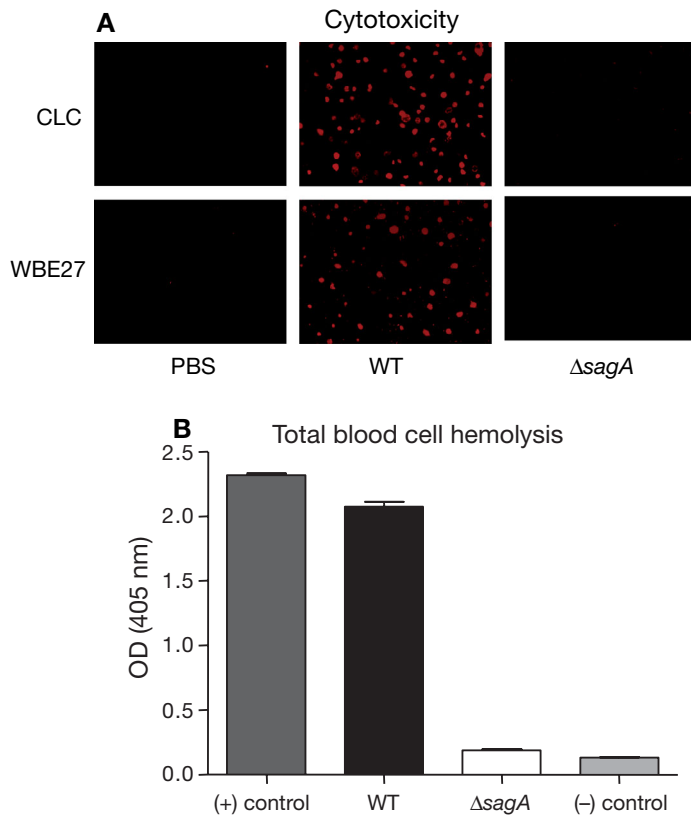 A
Cytotoxicity
CLC
WBE27
PBS WT ΔsagA
B
Total blood cell hemolysis
OD (405 nm)
2.5
2.0
1.5
1.0
0.5
0.0
(+) control WT ΔsagA (–) control